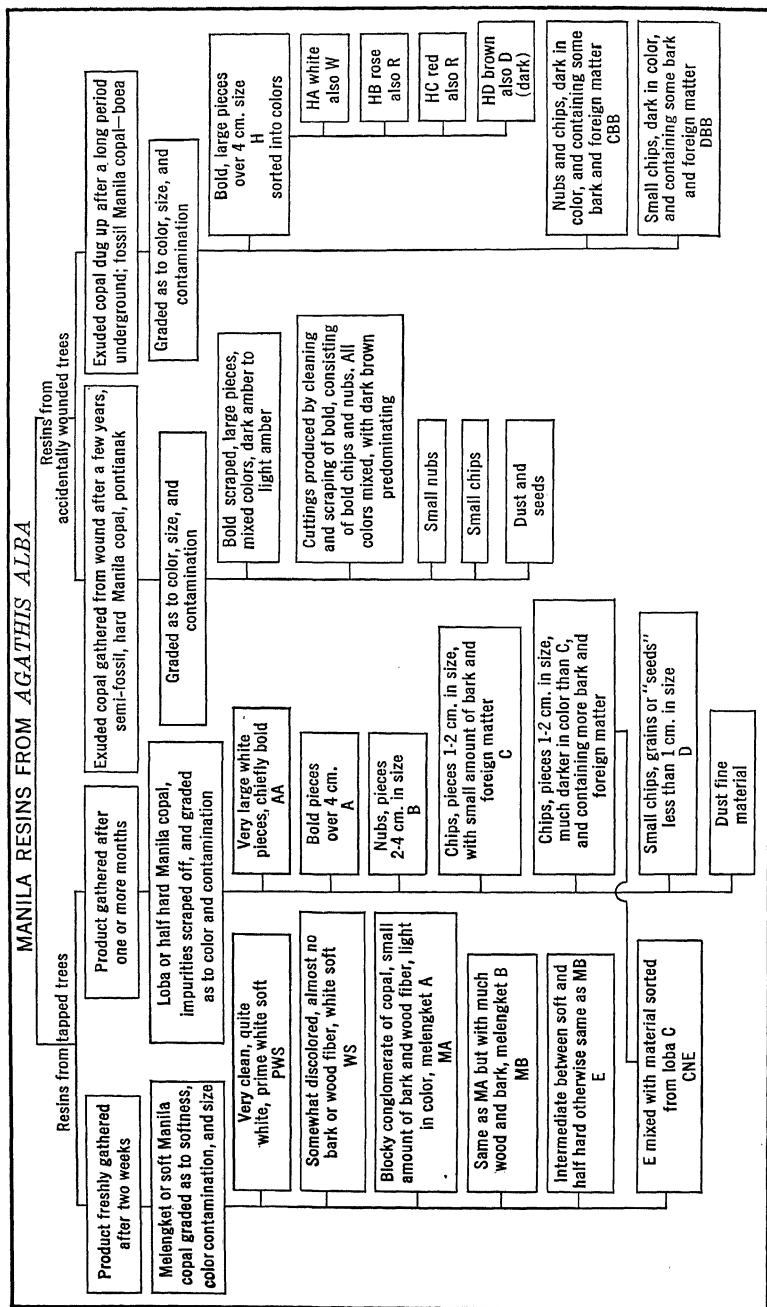 MANILA RESINS FROM AGATHIS ALBA
Resins from tapped trees
Product freshly gathered
after two weeks
Melengket or soft Manila
copal graded as to softness,
color contamination, and size
Very clean, quite
white, prime white soft
PWS
Somewhat discolored, almost no
bark or wood fiber, white soft
WS
Blocky conglomerate of copal, small
amount of bark and wood fiber, light
in color, melengket A
MA
Same as MA but with much
wood and bark, melengket B
MB
Intermediate between soft and
half hard otherwise same as MB
E
E mixed with material sorted
from loba C
CNE
Product gathered after
one or more months
Loba or half hard Manila copal,
impurities scraped off, and graded
as to color and contamination
Very large white
pieces, chiefly bold
AA
Bold pieces
over 4 cm.
A
Nubs, pieces
2-4 cm. in size
B
Chips, pieces 1-2 cm. in size,
with small amount of bark and
foreign matter
C
Chips, pieces 1-2 cm. in size,
much darker in color than C,
and containing more bark and
foreign matter
Small chips, grains or "seeds"
less than 1 cm. in size
D
Dust fine
material
Resins from
accidentally wounded trees
Exuded copal gathered from wound after a few years,
semi-fossil, hard Manila copal, pontianak
Graded as to color, size, and
contamination
Bold scraped, large pieces,
mixed colors, dark amber to
light amber
Cuttings produced by cleaning
and scraping of bold, consisting
of bold chips and nubs. All
colors mixed, with dark brown
predominating
Small nubs
Small chips
Dust and
seeds
Exuded copal dug up after a long period
underground; fossil Manila copal—boea
Graded as to color, size, and
contamination
Bold, large pieces
over 4 cm. size
H
sorted into colors
HA white
also W
HB rose
also R
HC red
also R
HD brown
also D
(dark)
Nubs and chips, dark in
color, and containing some
bark and foreign matter
CBB
Small chips, dark in color,
and containing some bark
and foreign matter
DBB